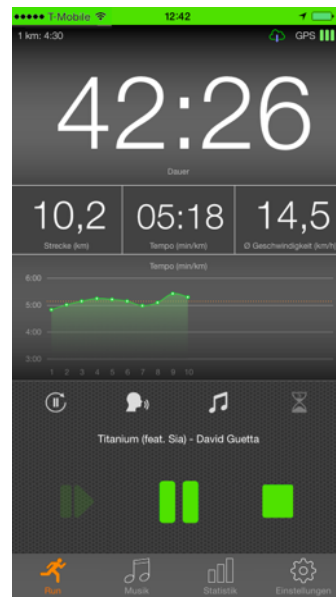 T-Mobile 12:42
1 km: 4:30 GPS
42:26
Dauer
10,2 05:18 14,5
Strecke (km) Tempo (min/km) Ø Geschwindigkeit (km/h)
Tempo (min/km)
6:00
5:00
4:00
3:00
1 2 3 4 5 6 7 8 9 10
Titanium (feat. Sia) - David Guetta
Run Musik Statistik Einstellungen